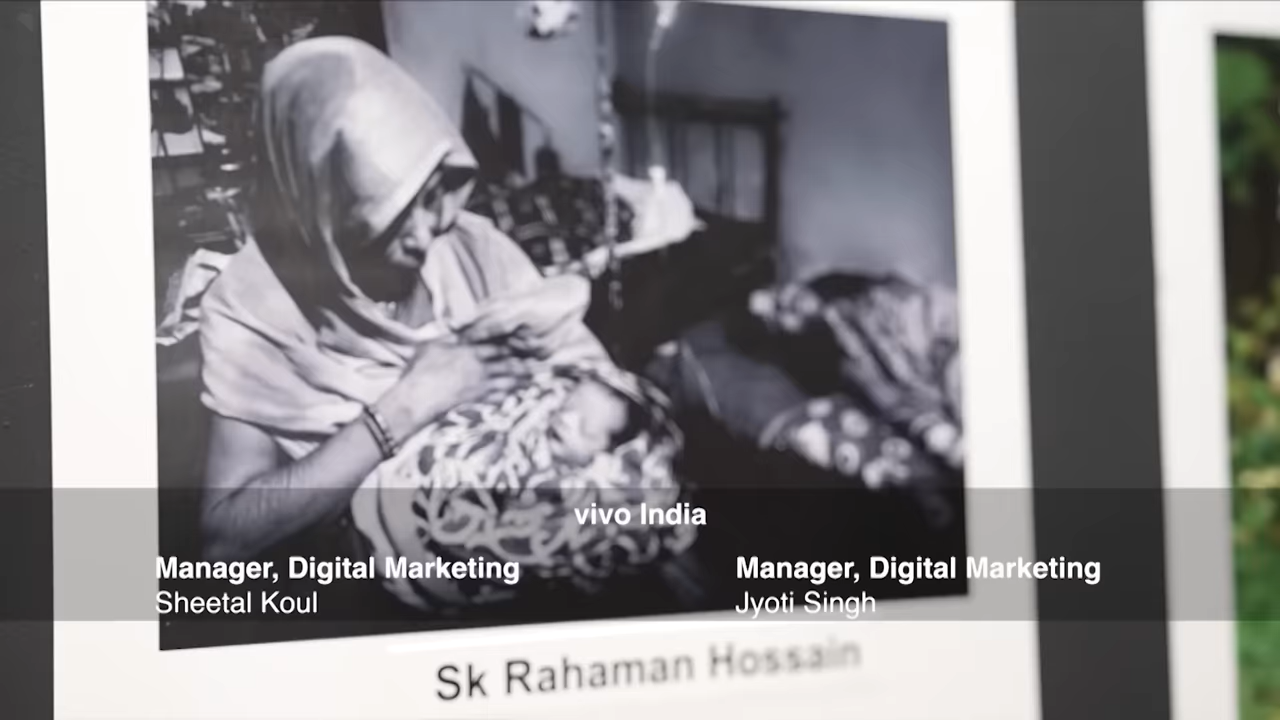 vivo India
Manager, Digital Marketing
Manager, Digital Marketing
Sheetal Koul
Jyoti Singh
Sk Rahaman Hossain